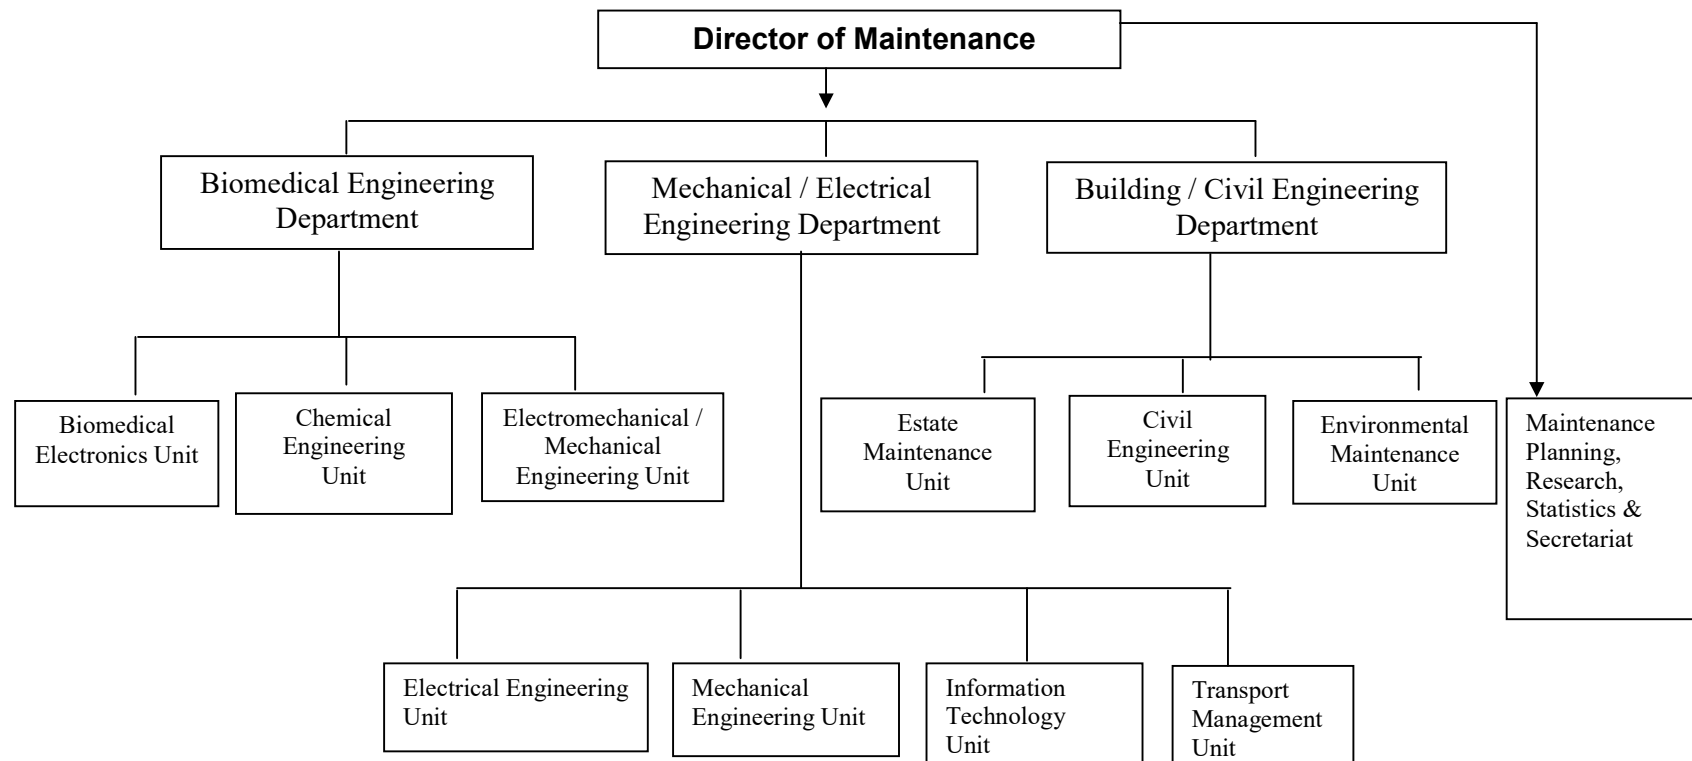 Director of Maintenance
Biomedical Engineering
Department
Mechanical / Electrical
Engineering Department
Building / Civil Engineering
Department
Biomedical
Electronics Unit
Chemical
Engineering
Unit
Electromechanical /
Mechanical
Engineering Unit
Estate
Maintenance
Unit
Civil
Engineering
Unit
Environmental
Maintenance
Unit
Maintenance
Planning,
Research,
Statistics &
Secretariat
Electrical Engineering
Unit
Mechanical
Engineering Unit
Information
Technology
Unit
Transport
Management
Unit